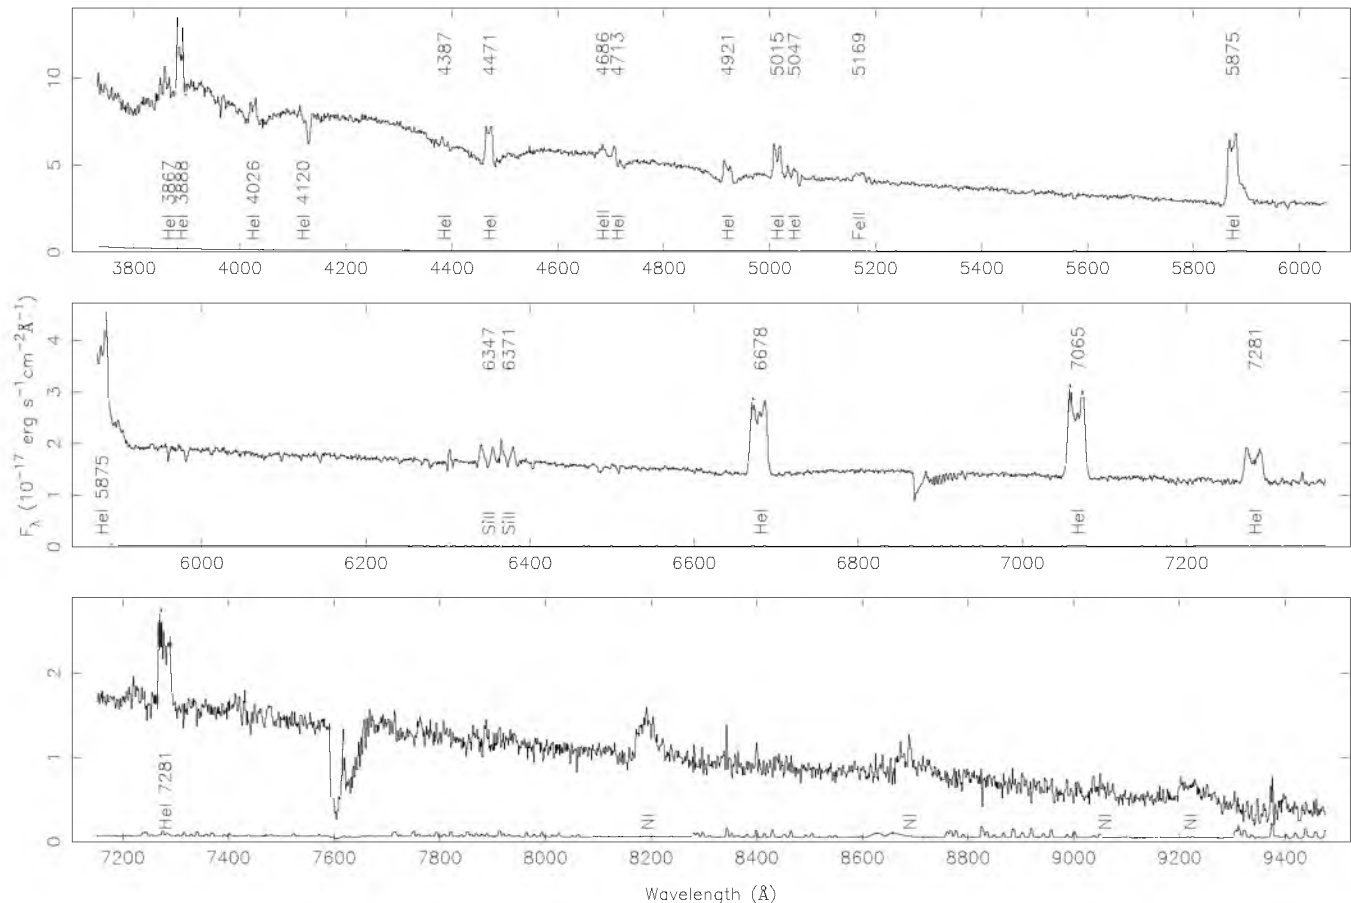 4387 4471 4686 4713 4921 5015 5047 5169 5875
10
5
0
HeI 3867 HeI 3888 HeI 4026 HeI 4120 HeI HeI HeII HeI HeI HeI HeI FeII HeI
3800 4000 4200 4400 4600 4800 5000 5200 5400 5600 5800 6000
F_λ (10⁻¹⁷ erg s⁻¹cm⁻²Å⁻¹)
6347 6371 6678 7065 7281
4
3
2
1
0
HeI 5875 SiII SiII HeI HeI HeI
6000 6200 6400 6600 6800 7000 7200
2
1
0
HeI 7281 NI NI NI NI
7200 7400 7600 7800 8000 8200 8400 8600 8800 9000 9200 9400
Wavelength (Å)